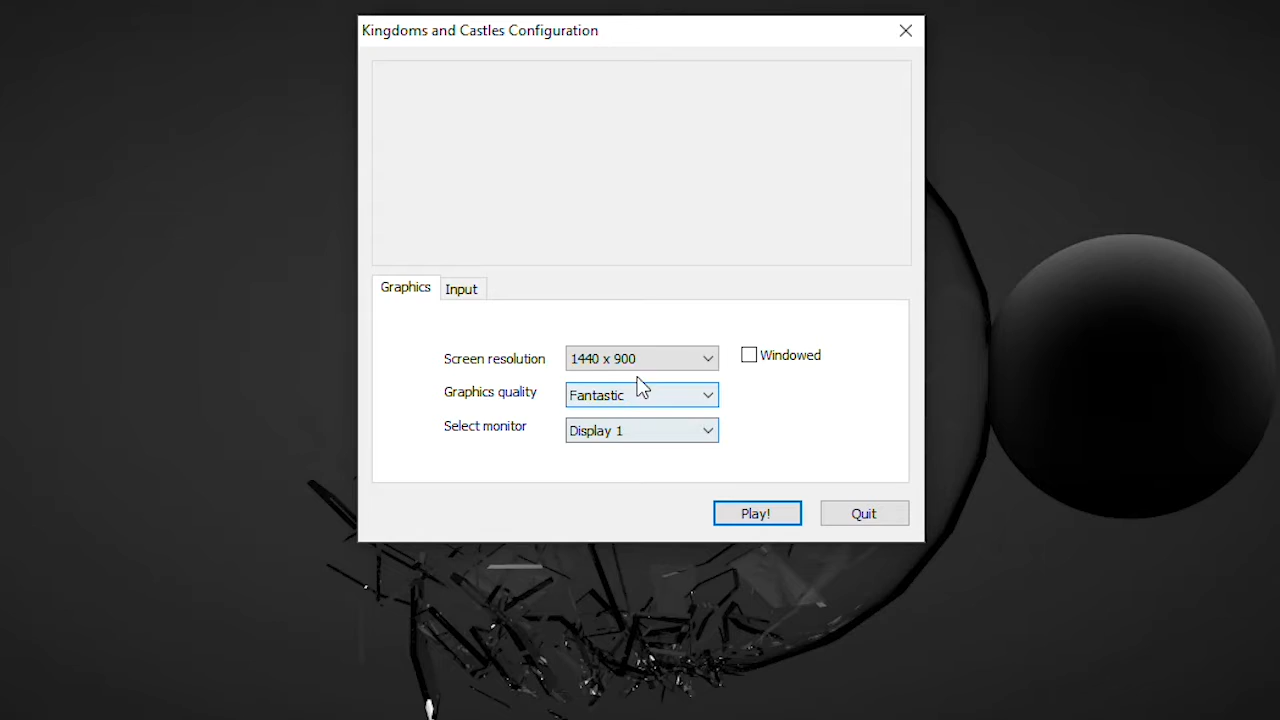 Kingdoms and Castles Configuration
Graphics
Input
Screen resolution
1440 x 900
Windowed
Graphics quality
Fantastic
Select monitor
Display 1
Play!
Quit